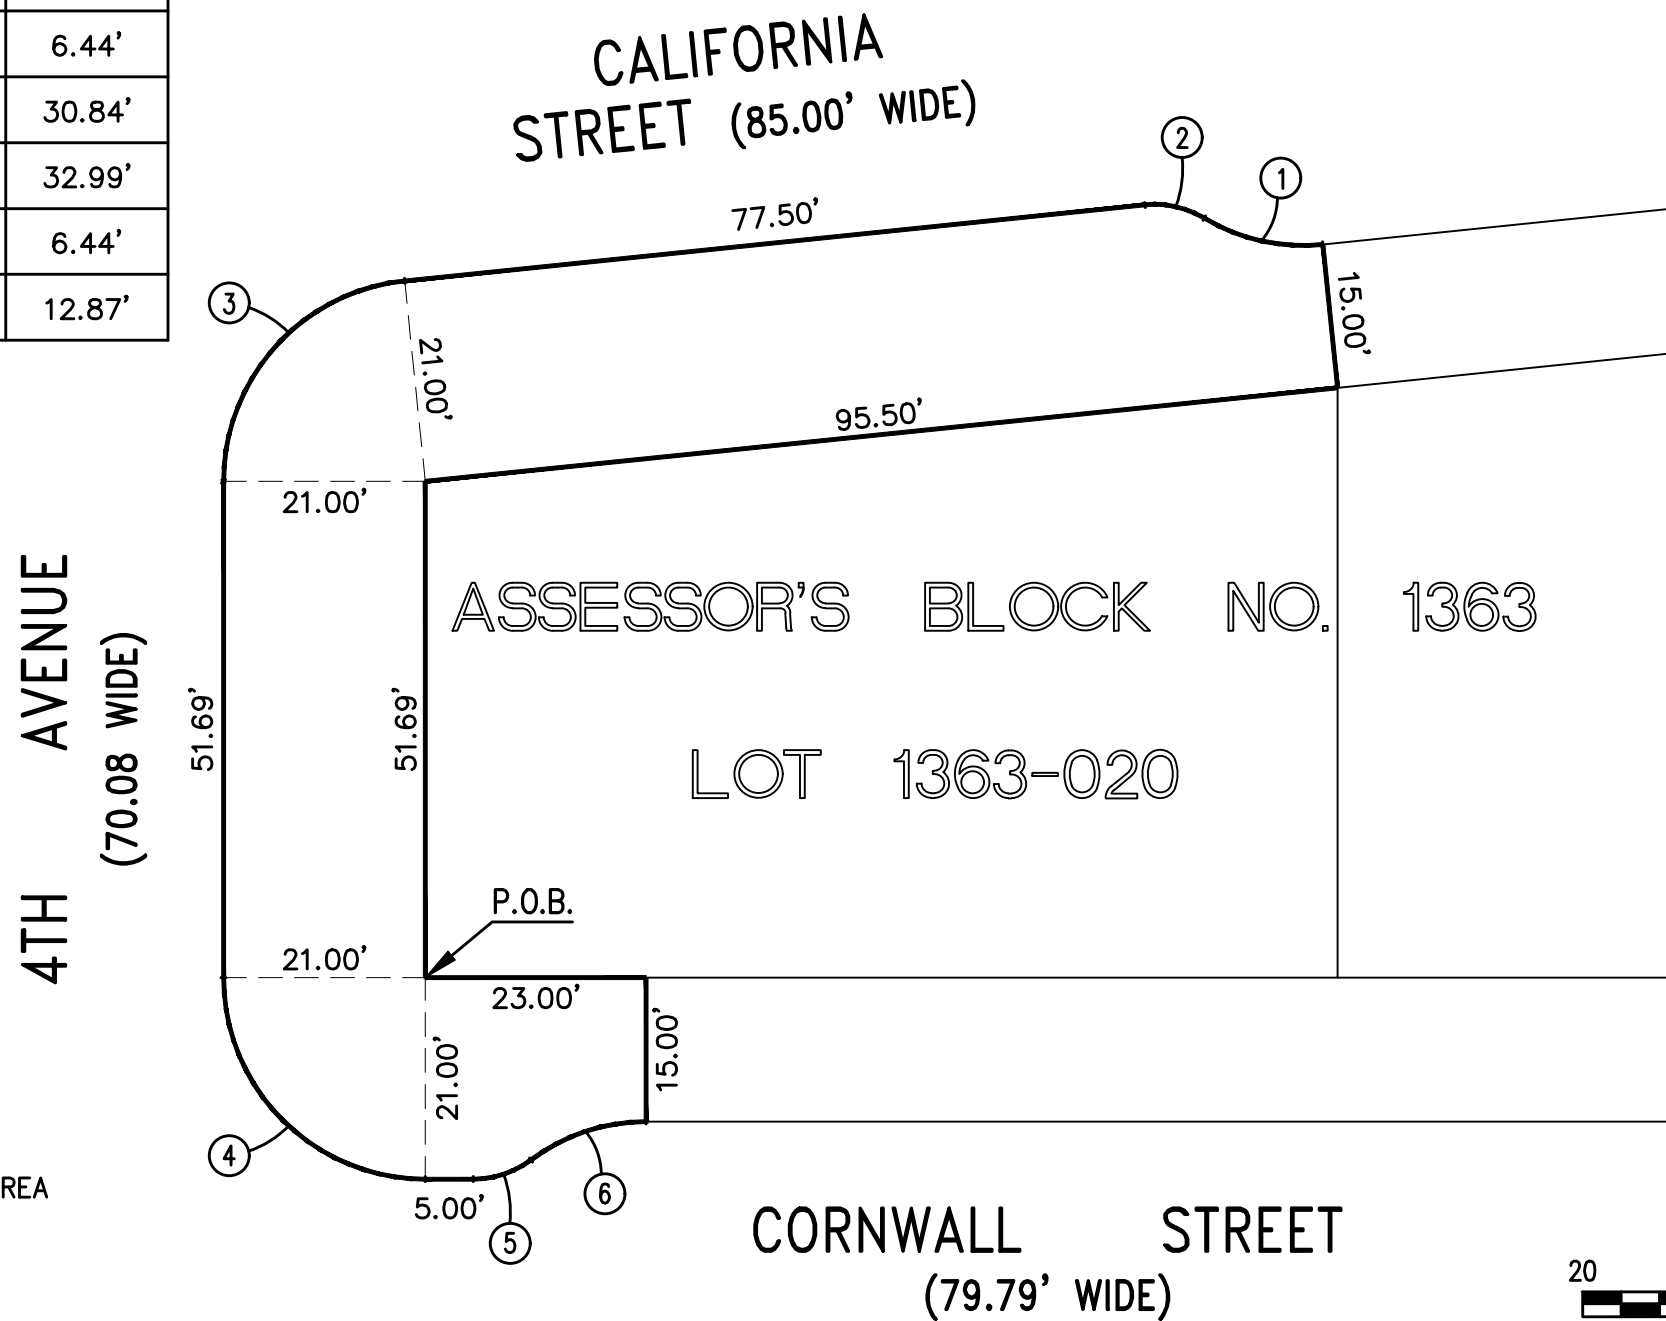 6.44'
30.84'
32.99'
6.44'
12.87'
CALIFORNIA
STREET (85.00' WIDE)
2
1
77.50'
3
15.00'
21.00'
95.50'
21.00'
4TH AVENUE
(70.08 WIDE)
51.69'
51.69'
ASSESSOR'S BLOCK NO. 1363
LOT 1363-020
P.O.B.
21.00'
23.00'
21.00'
15.00'
4
REA
5.00'
5
6
CORNWALL STREET
(79.79' WIDE)
20